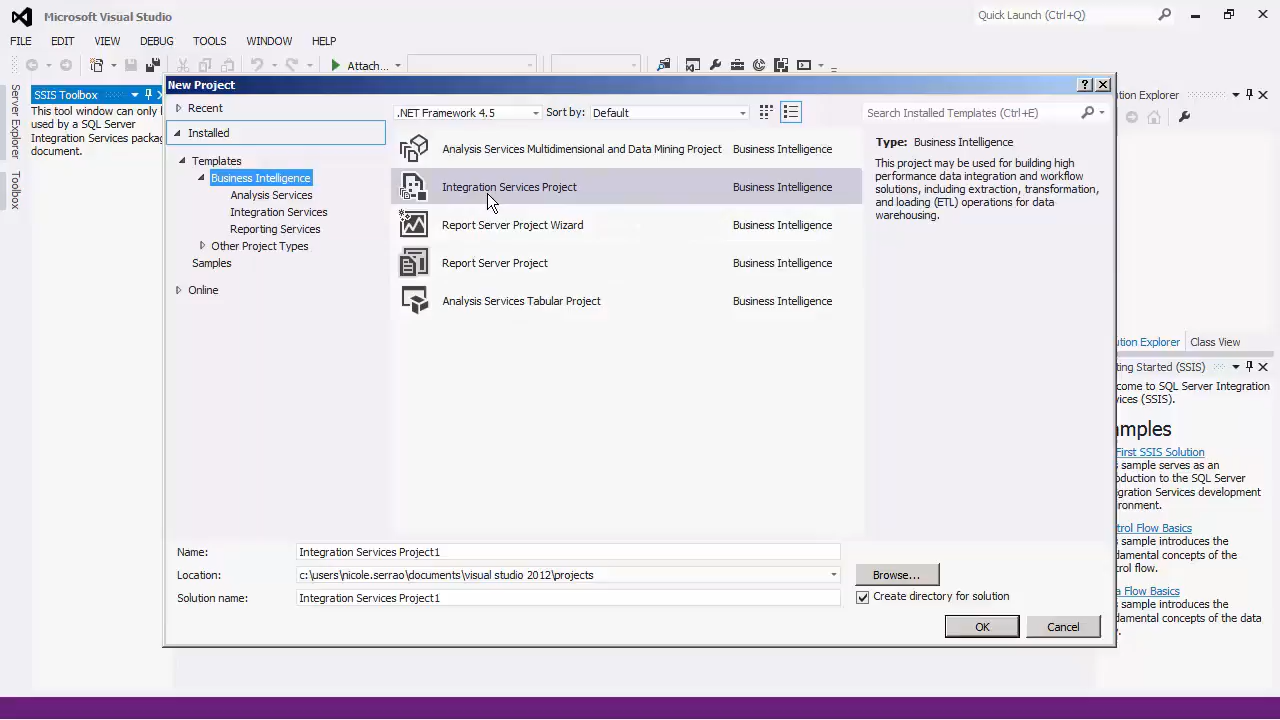 Microsoft Visual Studio
Quick Launch (Ctrl+Q)
FILE EDIT VIEW DEBUG TOOLS WINDOW HELP
Attach...
Server Explorer
Toolbox
SSIS Toolbox
This tool window can only
used by a SQL Server
Integration Services packag
document.
New Project
Recent
Installed
Templates
Business Intelligence
Analysis Services
Integration Services
Reporting Services
Other Project Types
Samples
Online
.NET Framework 4.5 Sort by: Default
Search Installed Templates (Ctrl+E)
Analysis Services Multidimensional and Data Mining Project Business Intelligence
Integration Services Project Business Intelligence
Report Server Project Wizard Business Intelligence
Report Server Project Business Intelligence
Analysis Services Tabular Project Business Intelligence
Type: Business Intelligence
This project may be used for building high
performance data integration and workflow
solutions, including extraction, transformation,
and loading (ETL) operations for data
warehousing.
Name: Integration Services Project1
Location: c:\users\nicole.serrao\documents\visual studio 2012\projects
Browse...
Solution name: Integration Services Project1
Create directory for solution
OK Cancel
ution Explorer
ution Explorer Class View
ting Started (SSIS)
come to SQL Server Integration
vices (SSIS).
amples
First SSIS Solution
s sample serves as an
oduction to the SQL Server
gration Services development
ronment.
trol Flow Basics
s sample introduces the
damental concepts of the
rol flow.
a Flow Basics
s sample introduces the
damental concepts of the data